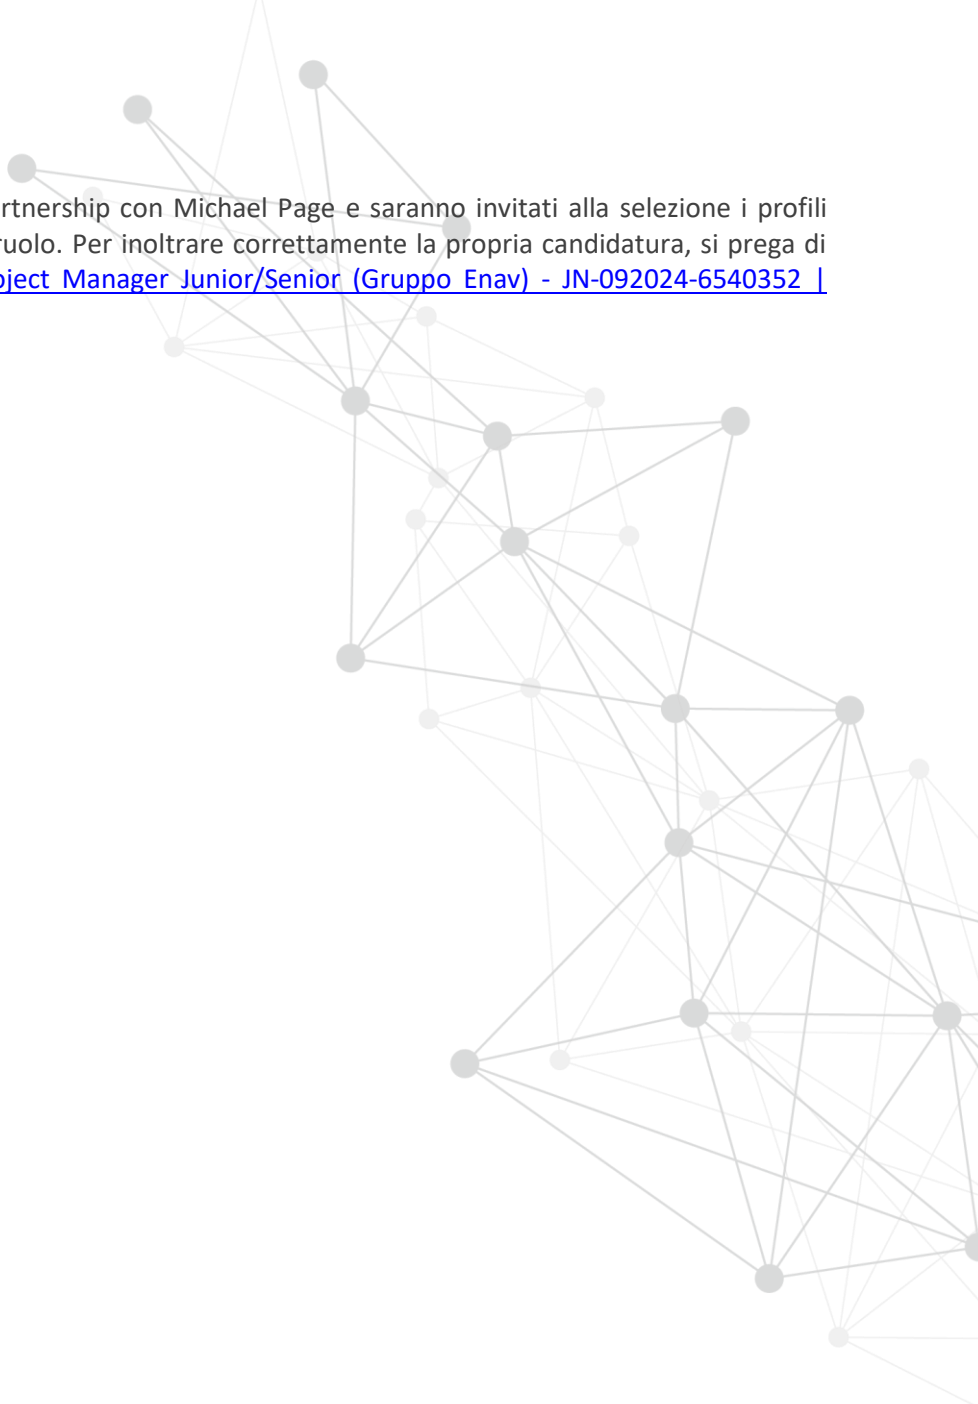 rtnership con Michael Page e saranno invitati alla selezione i profili
ruolo. Per inoltrare correttamente la propria candidatura, si prega di
oject Manager Junior/Senior (Gruppo Enav) - JN-092024-6540352 |